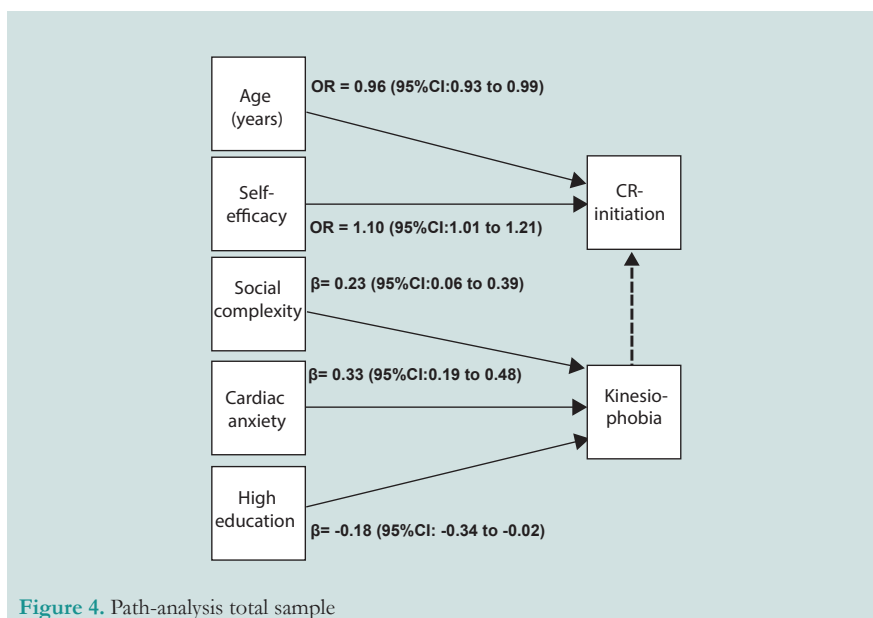 Age
(years)
OR = 0.96 (95%CI:0.93 to 0.99)
Self-
efficacy
OR = 1.10 (95%CI:1.01 to 1.21)
CR-
initiation
Social
complexity
β= 0.23 (95%CI:0.06 to 0.39)
Cardiac
anxiety
β= 0.33 (95%CI:0.19 to 0.48)
Kinesio-
phobia
High
education
β= -0.18 (95%CI: -0.34 to -0.02)
Figure 4. Path-analysis total sample